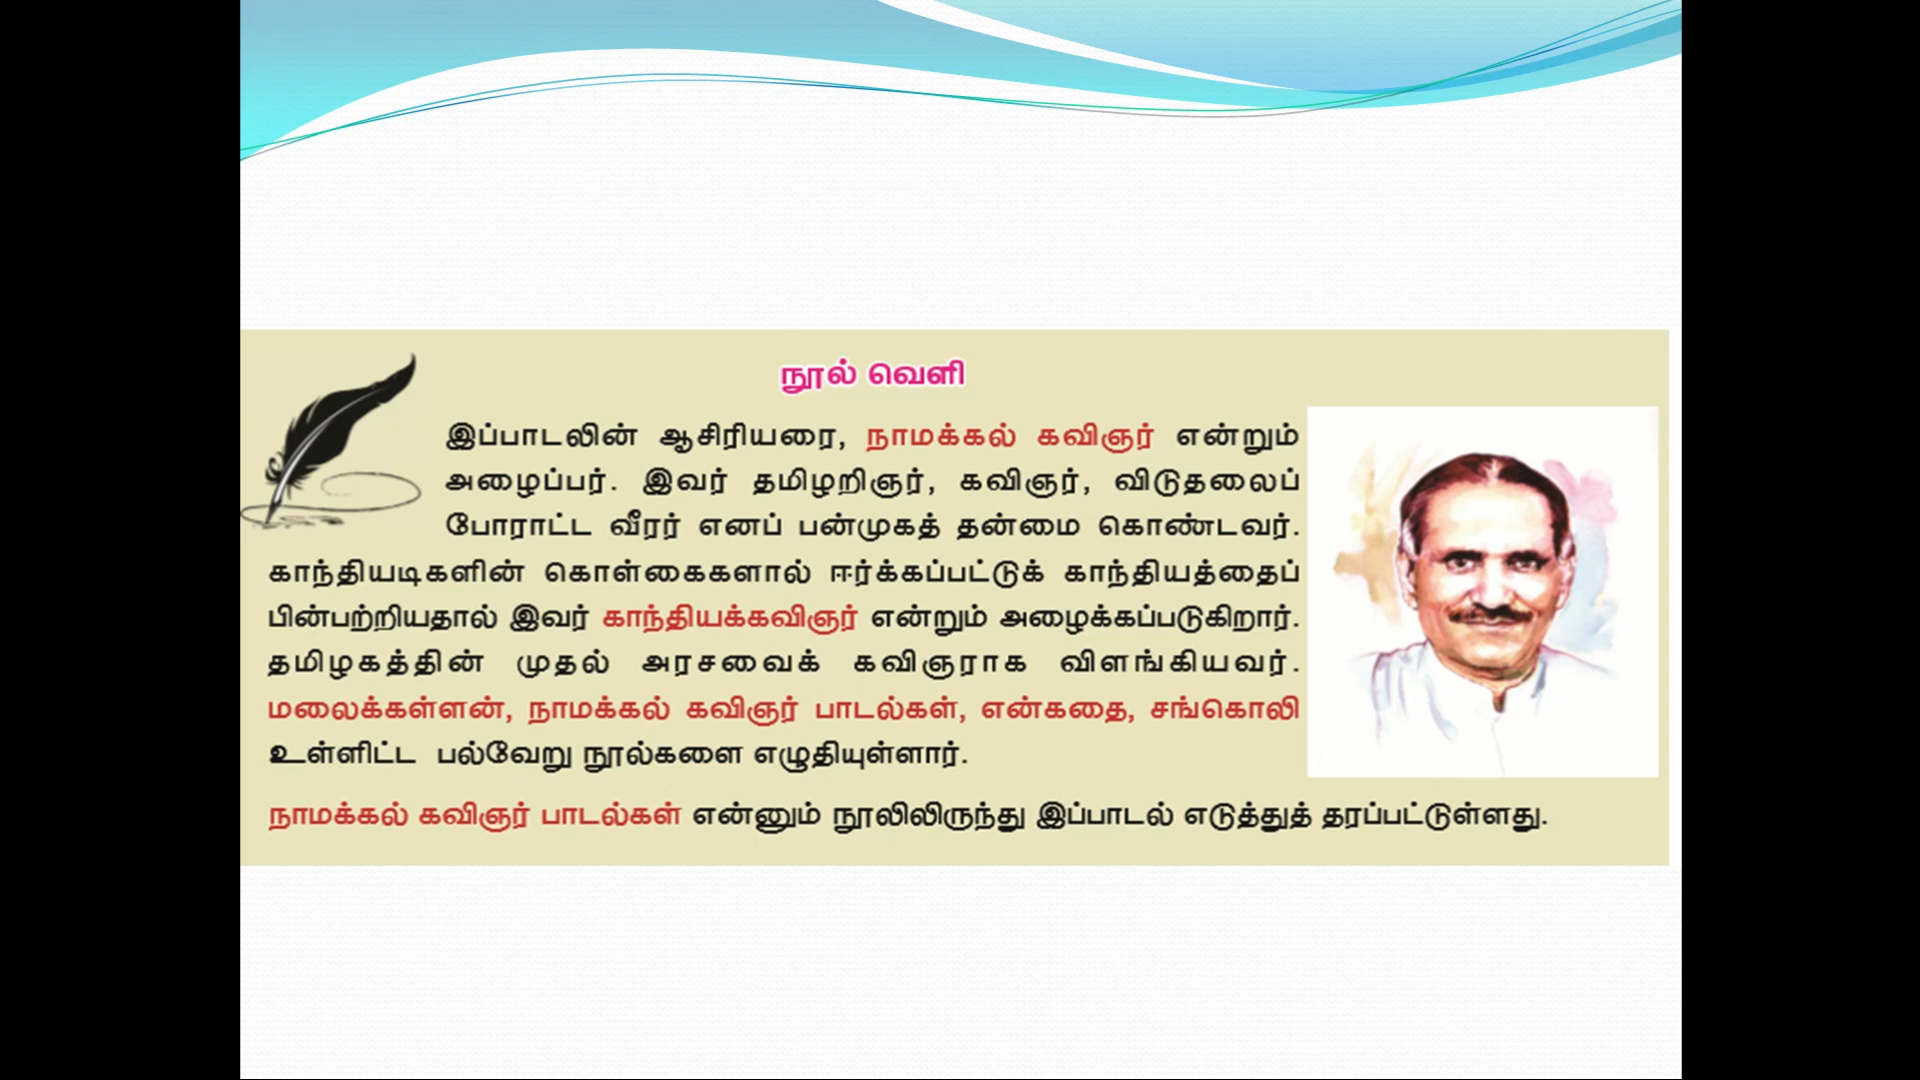 நூல் வெளி
இப்பாடலின் ஆசிரியரை, நாமக்கல் கவிஞர் என்றும்
அழைப்பர். இவர் தமிழறிஞர், கவிஞர், விடுதலைப்
போராட்ட வீரர் எனப் பன்முகத் தன்மை கொண்டவர்.
காந்தியடிகளின் கொள்கைகளால் ஈர்க்கப்பட்டுக் காந்தியத்தைப்
பின்பற்றியதால் இவர் காந்தியக்கவிஞர் என்றும் அழைக்கப்படுகிறார்.
தமிழகத்தின் முதல் அரசவைக் கவிஞராக விளங்கியவர்.
மலைக்கள்ளன், நாமக்கல் கவிஞர் பாடல்கள், என்கதை, சங்கொலி
உள்ளிட்ட பல்வேறு நூல்களை எழுதியுள்ளார்.
நாமக்கல் கவிஞர் பாடல்கள் என்னும் நூலிலிருந்து இப்பாடல் எடுத்துத் தரப்பட்டுள்ளது.